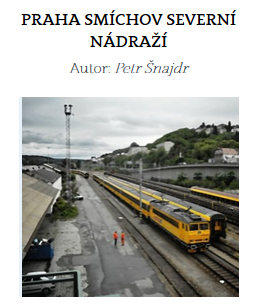 PRAHA SMÍCHOV SEVERNÍ
NÁDRAŽÍ
Autor: Petr Šnajdr